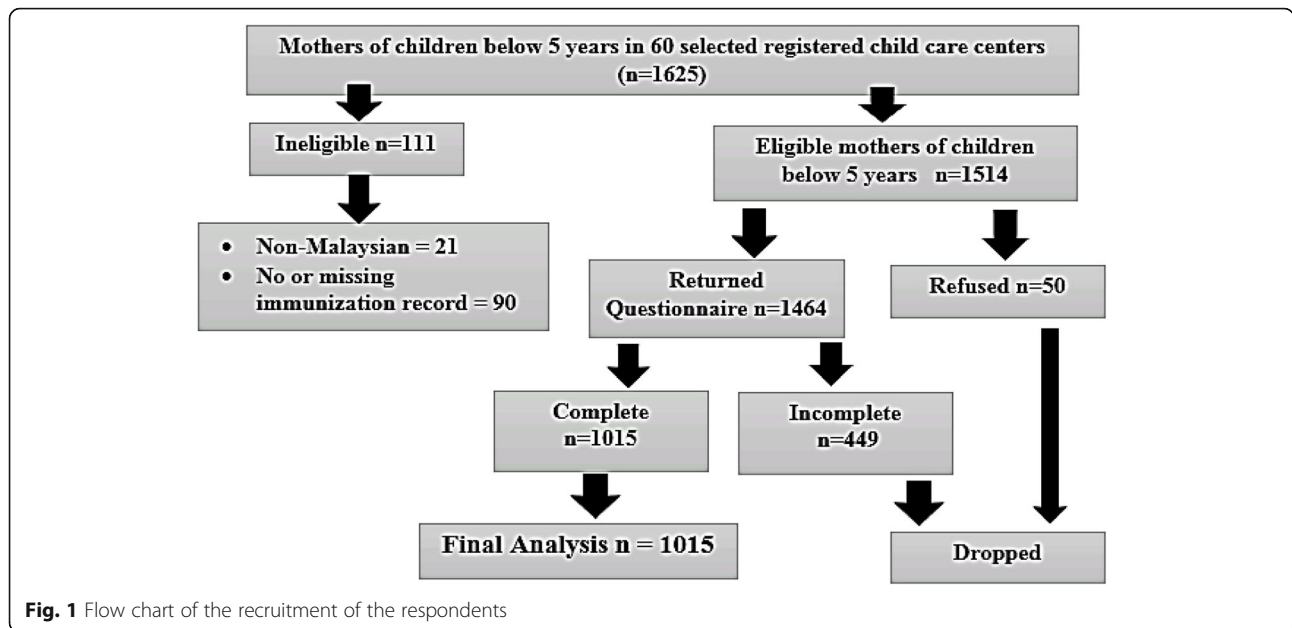 Mothers of children below 5 years in 60 selected registered child care centers
(n=1625)
Ineligible n=111
Eligible mothers of children
below 5 years n=1514
• Non-Malaysian = 21
• No or missing
immunization record = 90
Returned
Questionnaire n=1464
Refused n=50
Complete
n=1015
Incomplete
n=449
Final Analysis n = 1015
Dropped
Fig. 1 Flow chart of the recruitment of the respondents